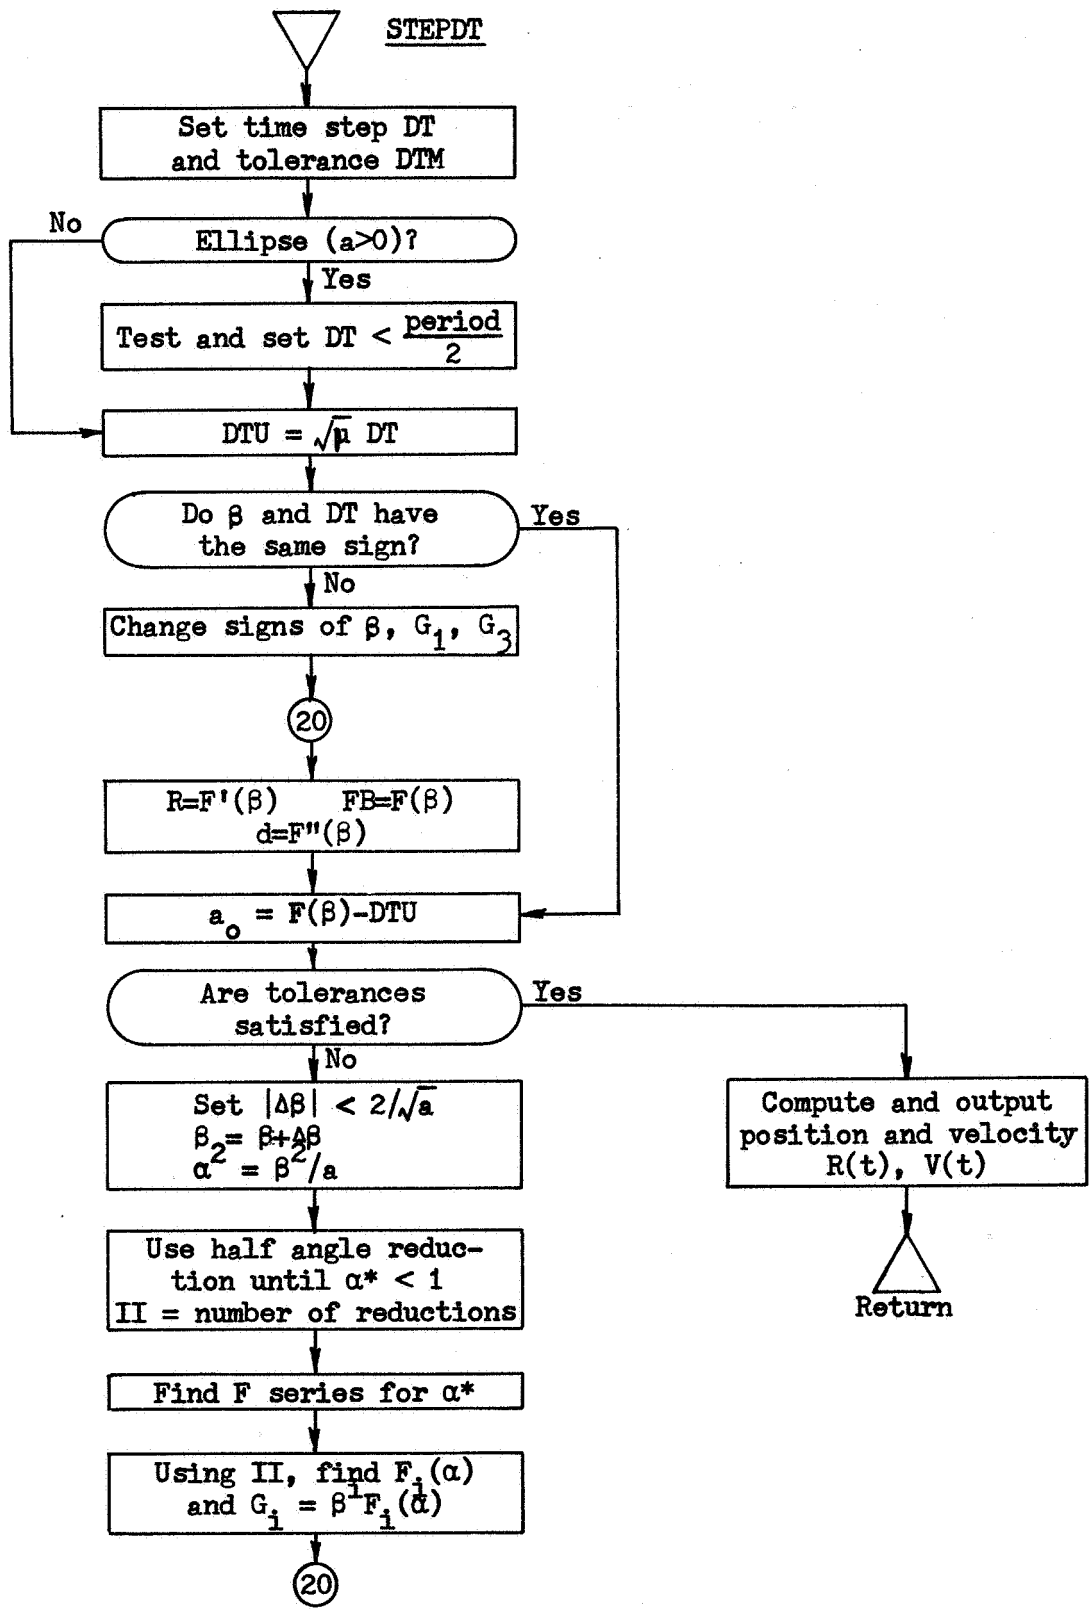 STEPDT
Set time step DT
and tolerance DTM
No
Ellipse (a>0)?
Yes
Test and set DT < period/2
DTU = √μ DT
Do β and DT have
the same sign?
Yes
No
Change signs of β, G₁, G₃
20
R=F'(β) FB=F(β)
d=F"(β)
a₀ = F(β)-DTU
Are tolerances
satisfied?
Yes
No
Set |Δβ| < 2/√a
β₂= β+Δβ
α² = β²/a
Compute and output
position and velocity
R(t), V(t)
Return
Use half angle reduc-
tion until α* < 1
II = number of reductions
Find F series for α*
Using II, find Fᵢ(α)
and Gᵢ = βⁱFᵢ(α)
20